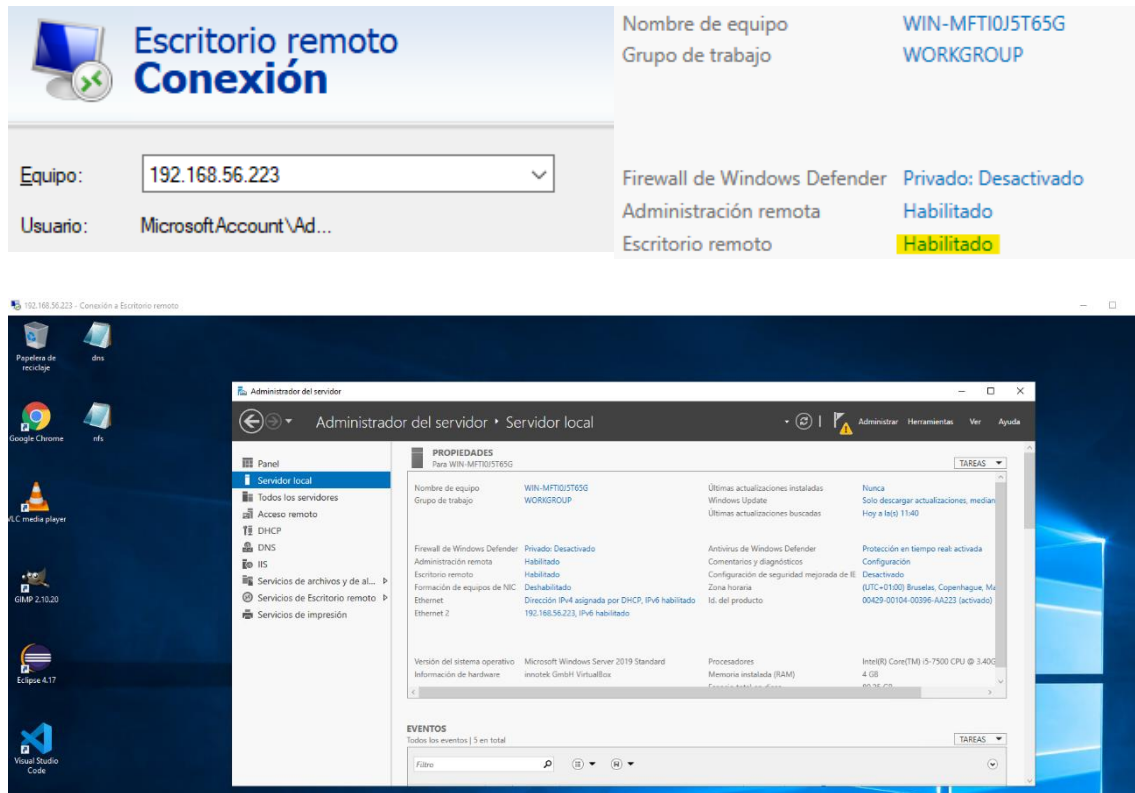 Escritorio remoto
Conexión
Equipo: 192.168.56.223
Usuario: MicrosoftAccount\Ad...
Nombre de equipo WIN-MFTI0J5T65G
Grupo de trabajo WORKGROUP
Firewall de Windows Defender Privado: Desactivado
Administración remota Habilitado
Escritorio remoto Habilitado
192.168.56.223 - Conexión a Escritorio remoto
Papelera de
reciclaje
dns
Google Chrome
nfs
VLC media player
GIMP 2.10.20
Eclipse 4.17
Visual Studio
Code
Administrador del servidor
Administrador del servidor • Servidor local
Administrar Herramientas Ver Ayuda
Panel
Servidor local
Todos los servidores
Acceso remoto
DHCP
DNS
IIS
Servicios de archivos y de al...
Servicios de Escritorio remoto
Servicios de impresión
PROPIEDADES
Para WIN-MFTI0J5T65G
TAREAS
Nombre de equipo WIN-MFTI0J5T65G Últimas actualizaciones instaladas Nunca
Grupo de trabajo WORKGROUP Windows Update Solo descargar actualizaciones, median
Últimas actualizaciones buscadas Hoy a la(s) 11:40
Firewall de Windows Defender Privado: Desactivado Antivirus de Windows Defender Protección en tiempo real: activada
Administración remota Habilitado Comentarios y diagnósticos Configuración
Escritorio remoto Habilitado Configuración de seguridad mejorada de IE Desactivado
Formación de equipos de NIC Deshabilitado Zona horaria (UTC+01:00) Bruselas, Copenhague, Ma
Ethernet Dirección IPv4 asignada por DHCP, IPv6 habilitado Id. del producto 00429-00104-00396-AA223 (activado)
Ethernet 2 192.168.56.223, IPv6 habilitado
Versión del sistema operativo Microsoft Windows Server 2019 Standard Procesadores Intel(R) Core(TM) i5-7500 CPU @ 3.40G
Información de hardware innotek GmbH VirtualBox Memoria instalada (RAM) 4 GB
EVENTOS
Todos los eventos | 5 en total
TAREAS
Filtro